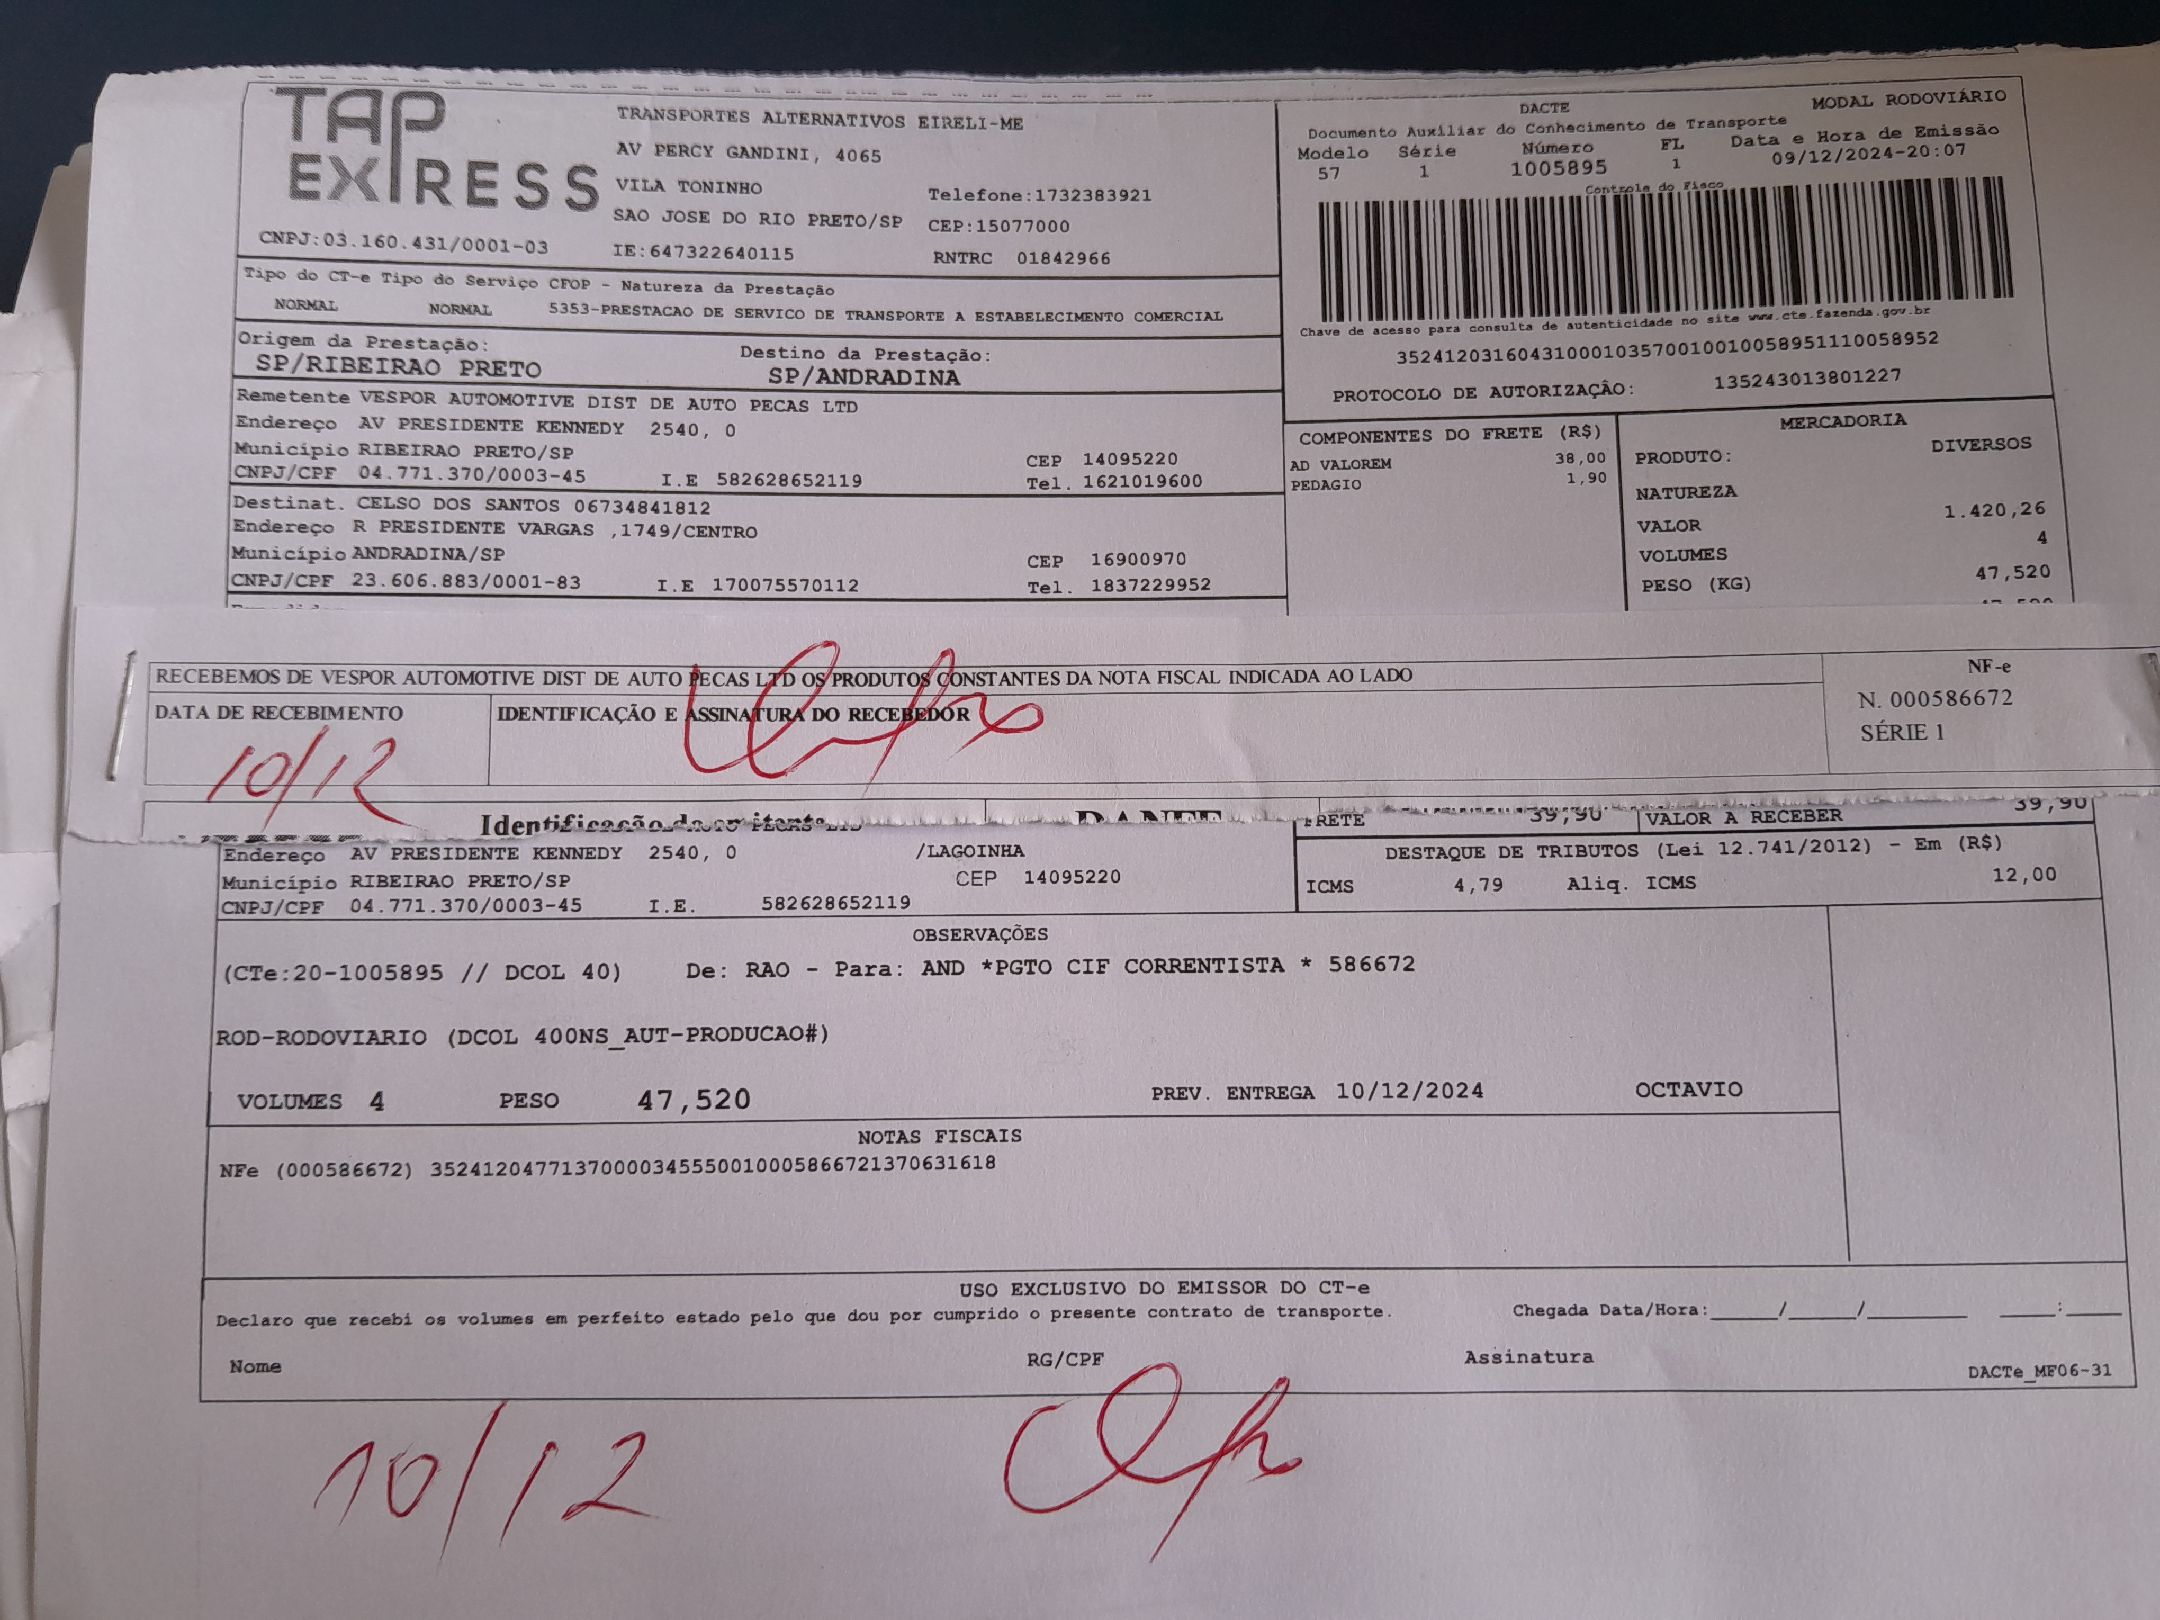 TAP EXPRESS
TRANSPORTES ALTERNATIVOS EIRELI-ME
AV PERCY GANDINI, 4065
VILA TONINHO Telefone:1732383921
SAO JOSE DO RIO PRETO/SP CEP:15077000
CNPJ:03.160.431/0001-03 IE:647322640115 RNTRC 01842966
DACTE MODAL RODOVIÁRIO
Documento Auxiliar do Conhecimento de Transporte
Modelo Série Número FL Data e Hora de Emissão
57 1 1005895 1 09/12/2024-20:07
Controle do Fisco
Chave de acesso para consulta de autenticidade no site www.cte.fazenda.gov.br
35241203160431000103570010010058951110058952
PROTOCOLO DE AUTORIZAÇÃO: 135243013801227
Tipo do CT-e Tipo do Serviço CFOP - Natureza da Prestação
NORMAL NORMAL 5353-PRESTACAO DE SERVICO DE TRANSPORTE A ESTABELECIMENTO COMERCIAL
Origem da Prestação: Destino da Prestação:
SP/RIBEIRAO PRETO SP/ANDRADINA
Remetente VESPOR AUTOMOTIVE DIST DE AUTO PECAS LTD
Endereço AV PRESIDENTE KENNEDY 2540, 0
Município RIBEIRAO PRETO/SP CEP 14095220
CNPJ/CPF 04.771.370/0003-45 I.E 582628652119 Tel. 1621019600
Destinat. CELSO DOS SANTOS 06734841812
Endereço R PRESIDENTE VARGAS ,1749/CENTRO
Município ANDRADINA/SP CEP 16900970
CNPJ/CPF 23.606.883/0001-83 I.E 170075570112 Tel. 1837229952
COMPONENTES DO FRETE (R$)
AD VALOREM 38,00
PEDAGIO 1,90
MERCADORIA
PRODUTO: DIVERSOS
NATUREZA
VALOR 1.420,26
VOLUMES 4
PESO (KG) 47,520
RECEBEMOS DE VESPOR AUTOMOTIVE DIST DE AUTO PECAS LTD OS PRODUTOS CONSTANTES DA NOTA FISCAL INDICADA AO LADO
DATA DE RECEBIMENTO IDENTIFICAÇÃO E ASSINATURA DO RECEBEDOR
10/12
NF-e
N. 000586672
SÉRIE 1
Identificação do emitente DANFE
FRETE 39,90 VALOR A RECEBER 39,90
Endereço AV PRESIDENTE KENNEDY 2540, 0 /LAGOINHA
Município RIBEIRAO PRETO/SP CEP 14095220
CNPJ/CPF 04.771.370/0003-45 I.E. 582628652119
DESTAQUE DE TRIBUTOS (Lei 12.741/2012) - Em (R$)
ICMS 4,79 Aliq. ICMS 12,00
OBSERVAÇÕES
(CTe:20-1005895 // DCOL 40) De: RAO - Para: AND *PGTO CIF CORRENTISTA * 586672
ROD-RODOVIARIO (DCOL 400NS_AUT-PRODUCAO#)
VOLUMES 4 PESO 47,520 PREV. ENTREGA 10/12/2024 OCTAVIO
NOTAS FISCAIS
NFe (000586672) 35241204771370000345550010005866721370631618
USO EXCLUSIVO DO EMISSOR DO CT-e
Declaro que recebi os volumes em perfeito estado pelo que dou por cumprido o presente contrato de transporte. Chegada Data/Hora:_____/_____/_______ ____:____
Nome RG/CPF Assinatura DACTe_MF06-31
10/12